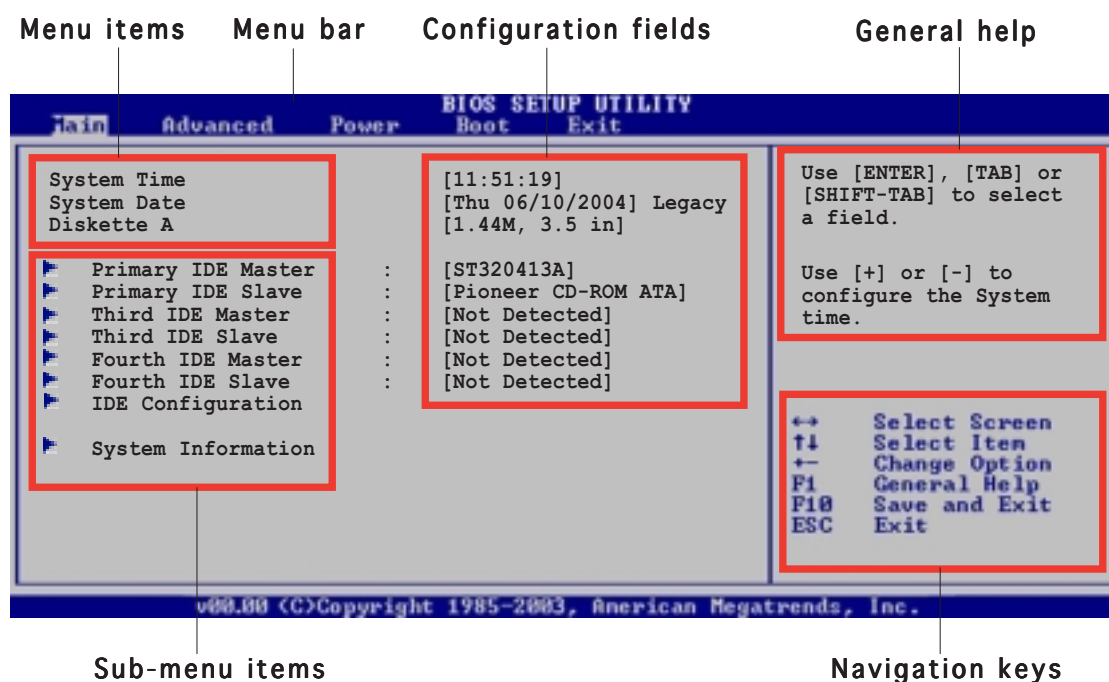 Menu items Menu bar Configuration fields General help
BIOS SETUP UTILITY
Main Advanced Power Boot Exit
System Time [11:51:19]
System Date [Thu 06/10/2004] Legacy
Diskette A [1.44M, 3.5 in]
Primary IDE Master : [ST320413A]
Primary IDE Slave : [Pioneer CD-ROM ATA]
Third IDE Master : [Not Detected]
Third IDE Slave : [Not Detected]
Fourth IDE Master : [Not Detected]
Fourth IDE Slave : [Not Detected]
IDE Configuration
System Information
Use [ENTER], [TAB] or
[SHIFT-TAB] to select
a field.
Use [+] or [-] to
configure the System
time.
↔ Select Screen
↑↓ Select Item
+- Change Option
F1 General Help
F10 Save and Exit
ESC Exit
v00.00 (C)Copyright 1985-2003, American Megatrends, Inc.
Sub-menu items Navigation keys